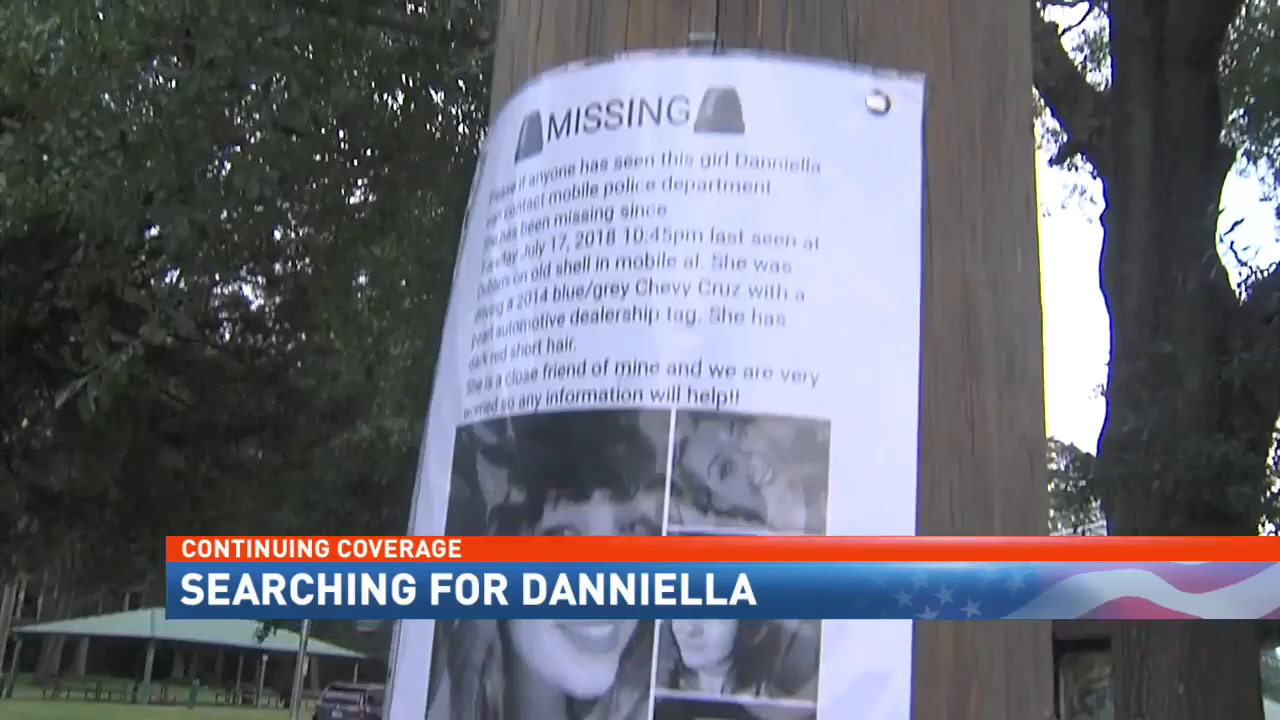 MISSING
if anyone has seen this girl Danniella
contact mobile police department
has been missing since
July 17, 2018 10:45pm last seen at
on old shell in mobile al. She was
a 2014 blue/grey Chevy Cruz with a
automotive dealership tag. She has
dark red short hair.
She is a close friend of mine and we are very
worried so any information will help!!
CONTINUING COVERAGE
SEARCHING FOR DANNIELLA